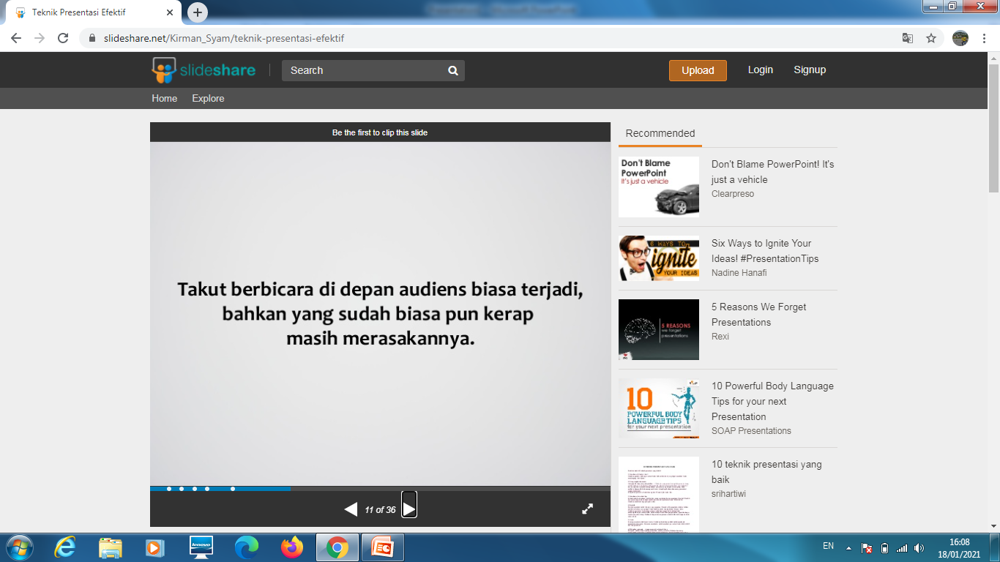 Teknik Presentasi Efektif
slideshare.net/Kirman_Syam/teknik-presentasi-efektif
slideshare
Search
Upload
Login
Signup
Home
Explore
Be the first to clip this slide
Takut berbicara di depan audiens biasa terjadi,
bahkan yang sudah biasa pun kerap
masih merasakannya.
11 of 36
Recommended
Don't Blame
PowerPoint
It's just a vehicle
Don't Blame PowerPoint! It's
just a vehicle
Clearpreso
6 WAYS TO
ignite
YOUR IDEAS
Six Ways to Ignite Your
Ideas! #PresentationTips
Nadine Hanafi
5 REASONS
we forget
presentations
5 Reasons We Forget
Presentations
Rexi
10
POWERFUL BODY
LANGUAGE TIPS
for your next presentation
10 Powerful Body Language
Tips for your next
Presentation
SOAP Presentations
10 teknik presentasi yang
baik
srihartiwi
lenovo
EN
16:08
18/01/2021